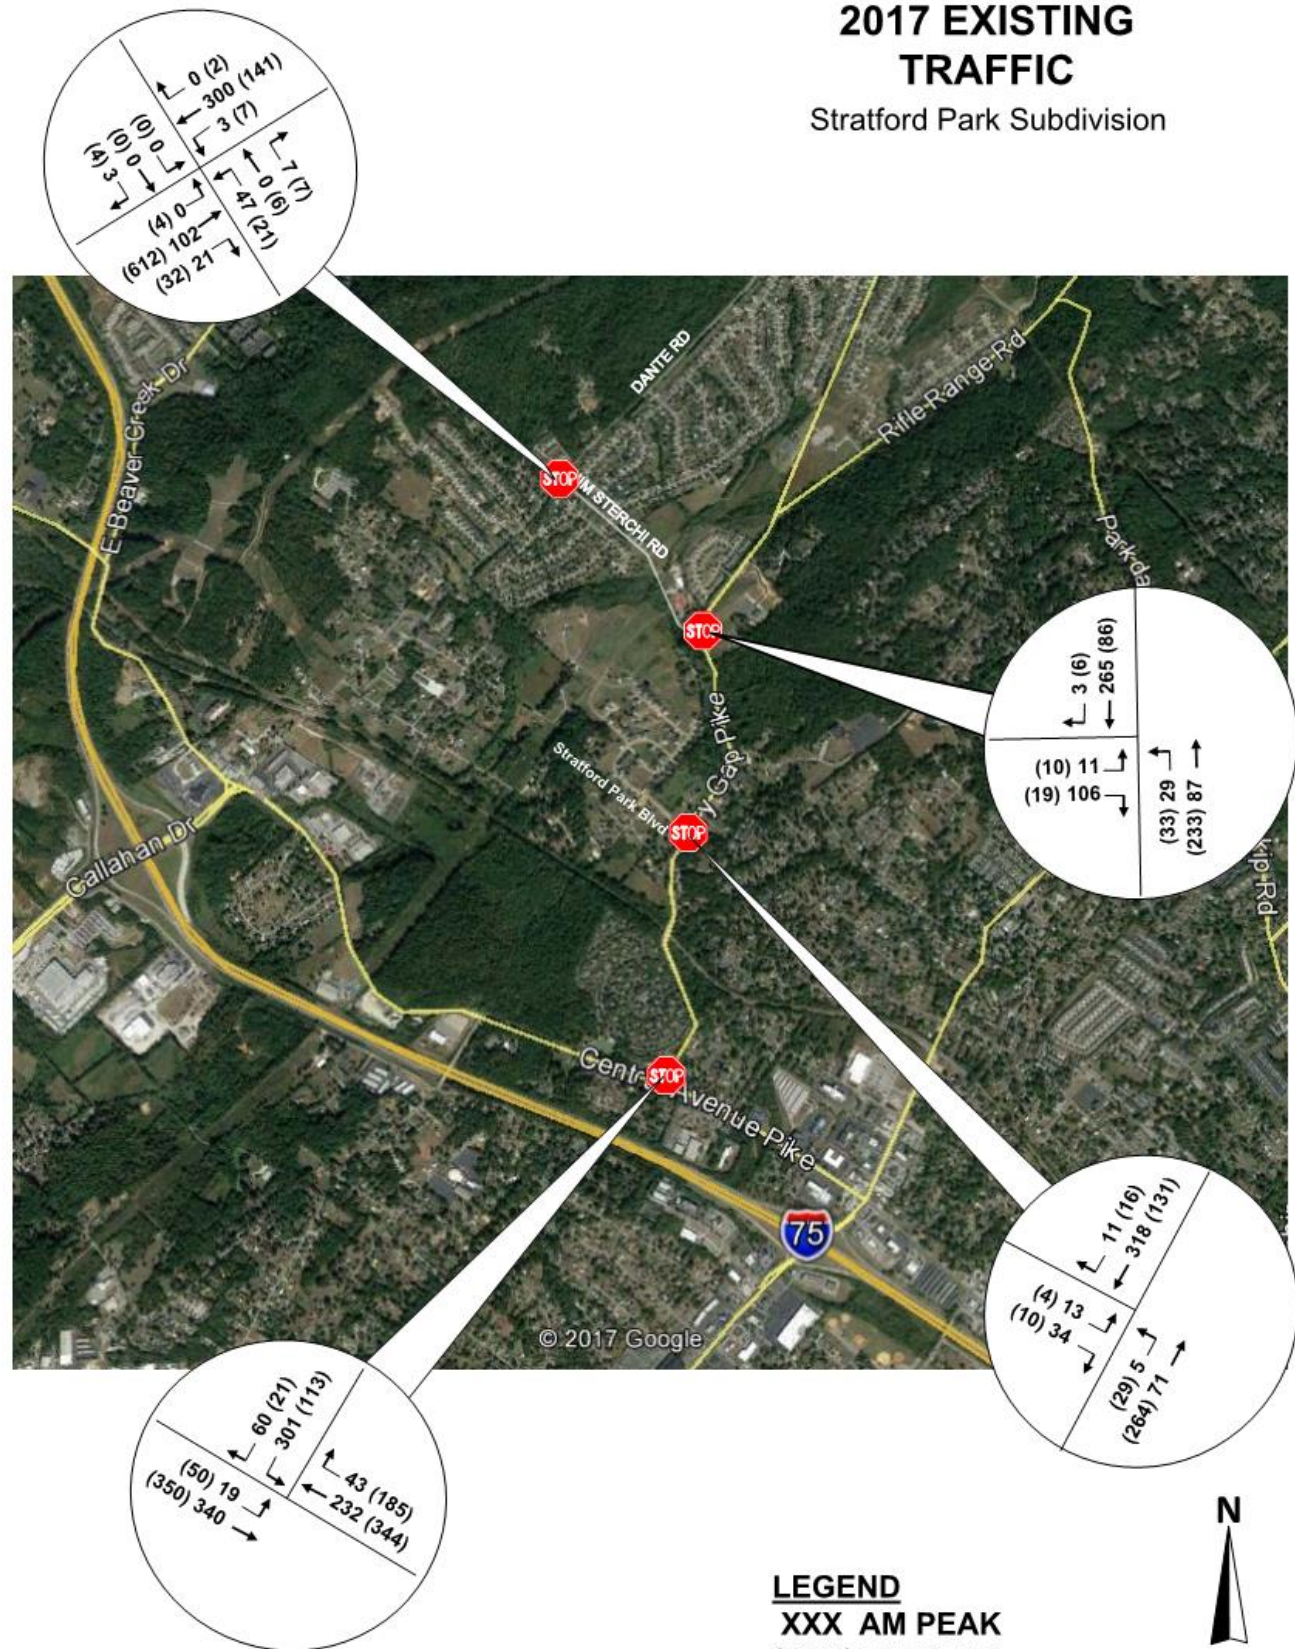 2017 EXISTING
TRAFFIC
Stratford Park Subdivision
0 (2)
300 (141)
3 (7)
(0) 0
(0) 0
(4) 3
7 (7)
0 (6)
47 (21)
(4) 0
(612) 102
(32) 21
DANTE RD
Rifle Range Rd
E Beaver Creek Dr
STOP
JIM STERCHI RD
STOP
3 (6)
265 (86)
(10) 11
(19) 106
(33) 29
(233) 87
y Gap Pike
Stratford Park Blvd
STOP
Callahan Dr
Rd
STOP
Avenue Pike
75
11 (16)
318 (131)
(4) 13
(10) 34
(29) 5
(264) 71
© 2017 Google
60 (21)
301 (113)
(50) 19
(350) 340
43 (185)
232 (344)
N
LEGEND
XXX AM PEAK